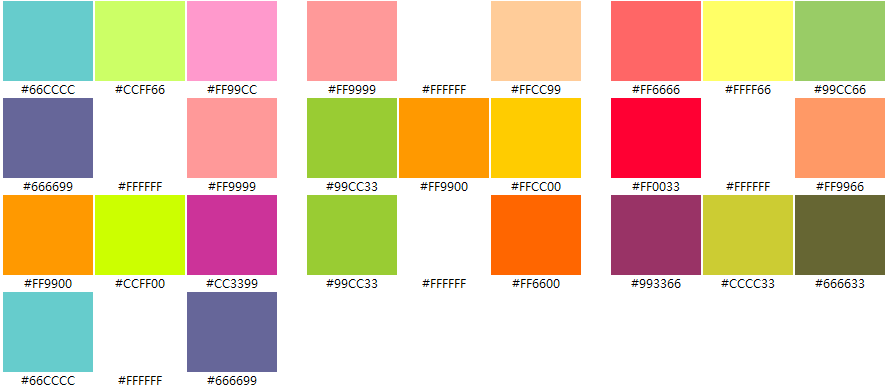 #66CCCC #CCFF66 #FF99CC #FF9999 #FFFFFF #FFCC99 #FF6666 #FFFF66 #99CC66
#666699 #FFFFFF #FF9999 #99CC33 #FF9900 #FFCC00 #FF0033 #FFFFFF #FF9966
#FF9900 #CCFF00 #CC3399 #99CC33 #FFFFFF #FF6600 #993366 #CCCC33 #666633
#66CCCC #FFFFFF #666699